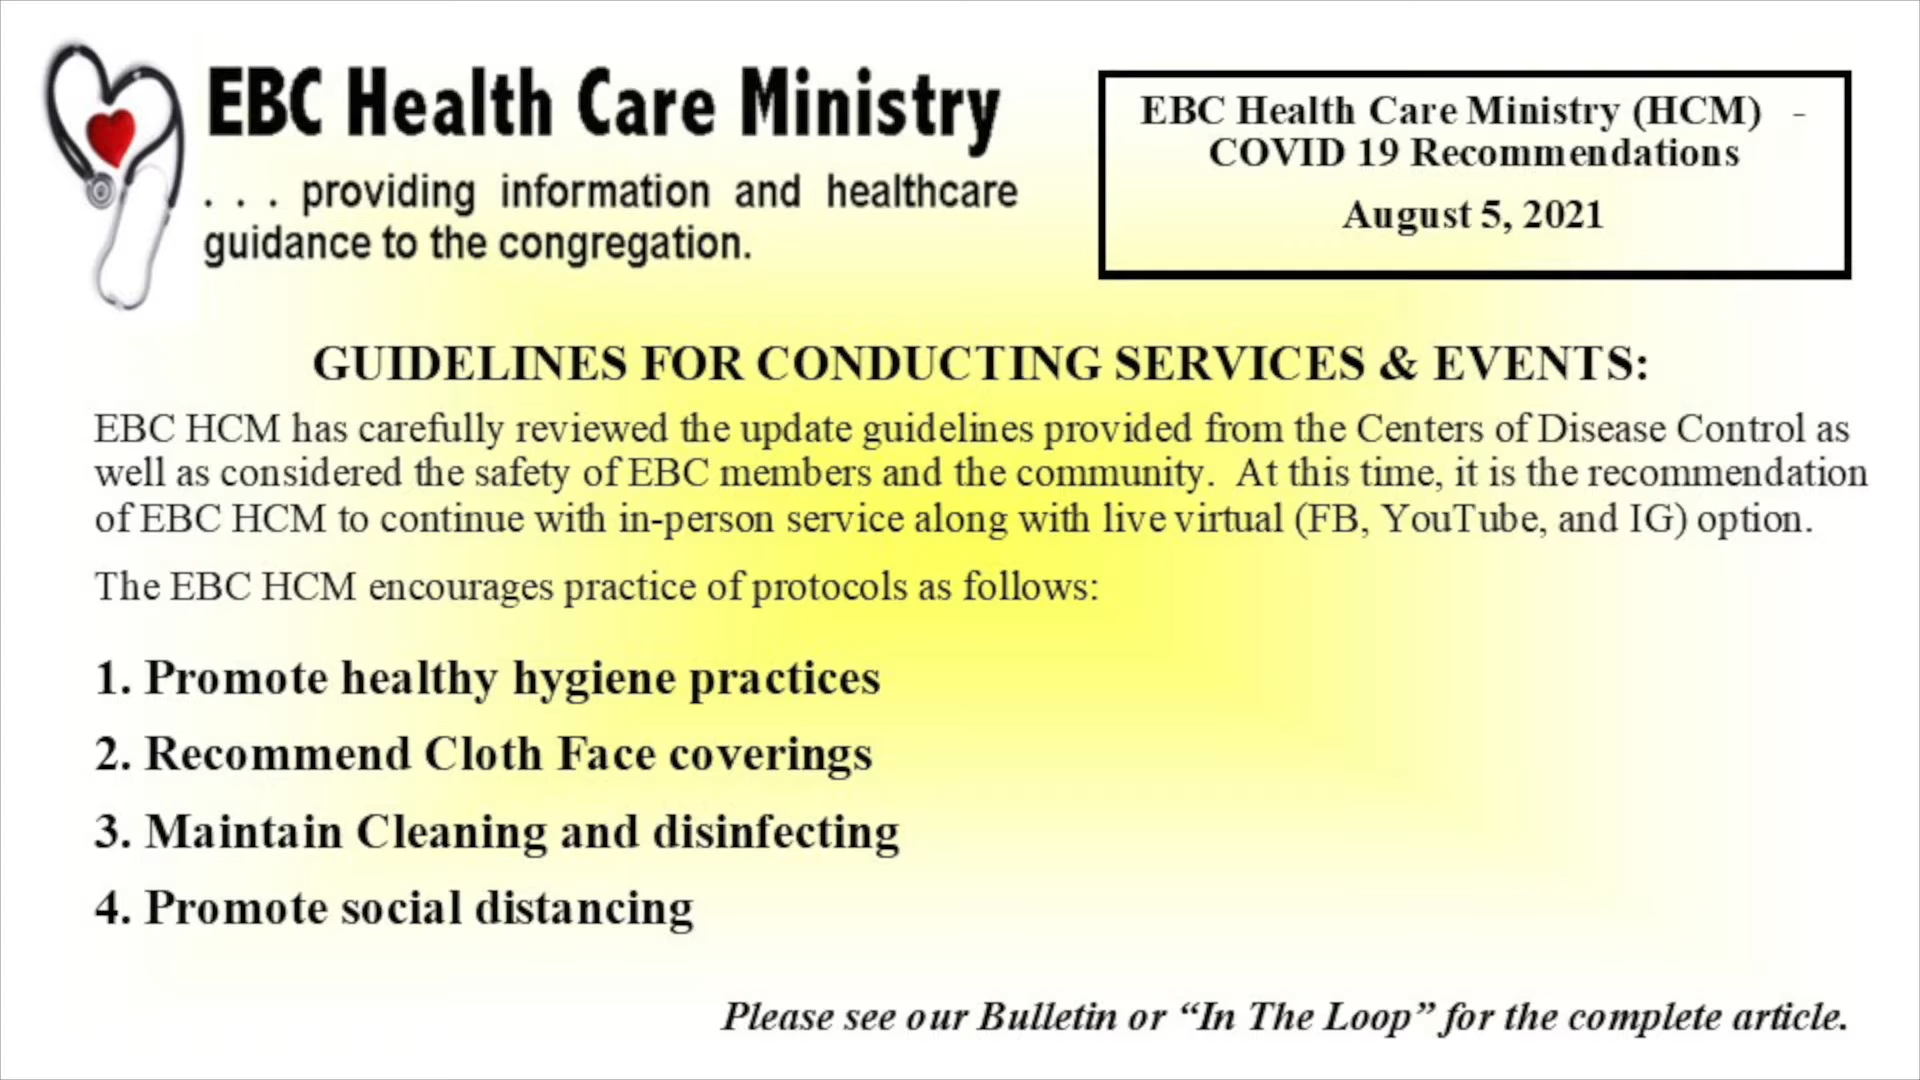 EBC Health Care Ministry
. . . providing information and healthcare
guidance to the congregation.
EBC Health Care Ministry (HCM) -
COVID 19 Recommendations
August 5, 2021
GUIDELINES FOR CONDUCTING SERVICES & EVENTS:
EBC HCM has carefully reviewed the update guidelines provided from the Centers of Disease Control as
well as considered the safety of EBC members and the community. At this time, it is the recommendation
of EBC HCM to continue with in-person service along with live virtual (FB, YouTube, and IG) option.
The EBC HCM encourages practice of protocols as follows:
1. Promote healthy hygiene practices
2. Recommend Cloth Face coverings
3. Maintain Cleaning and disinfecting
4. Promote social distancing
Please see our Bulletin or “In The Loop” for the complete article.